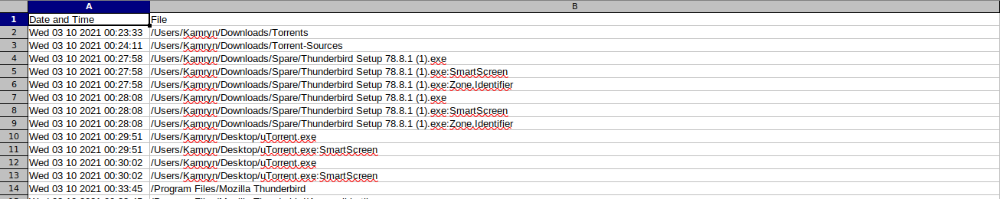 A B
1 Date and Time File
2 Wed 03 10 2021 00:23:33 /Users/Kamryn/Downloads/Torrents
3 Wed 03 10 2021 00:24:11 /Users/Kamryn/Downloads/Torrent-Sources
4 Wed 03 10 2021 00:27:58 /Users/Kamryn/Downloads/Spare/Thunderbird Setup 78.8.1 (1).exe
5 Wed 03 10 2021 00:27:58 /Users/Kamryn/Downloads/Spare/Thunderbird Setup 78.8.1 (1).exe:SmartScreen
6 Wed 03 10 2021 00:27:58 /Users/Kamryn/Downloads/Spare/Thunderbird Setup 78.8.1 (1).exe:Zone.Identifier
7 Wed 03 10 2021 00:28:08 /Users/Kamryn/Downloads/Spare/Thunderbird Setup 78.8.1 (1).exe
8 Wed 03 10 2021 00:28:08 /Users/Kamryn/Downloads/Spare/Thunderbird Setup 78.8.1 (1).exe:SmartScreen
9 Wed 03 10 2021 00:28:08 /Users/Kamryn/Downloads/Spare/Thunderbird Setup 78.8.1 (1).exe:Zone.Identifier
10 Wed 03 10 2021 00:29:51 /Users/Kamryn/Desktop/uTorrent.exe
11 Wed 03 10 2021 00:29:51 /Users/Kamryn/Desktop/uTorrent.exe:SmartScreen
12 Wed 03 10 2021 00:30:02 /Users/Kamryn/Desktop/uTorrent.exe
13 Wed 03 10 2021 00:30:02 /Users/Kamryn/Desktop/uTorrent.exe:SmartScreen
14 Wed 03 10 2021 00:33:45 /Program Files/Mozilla Thunderbird